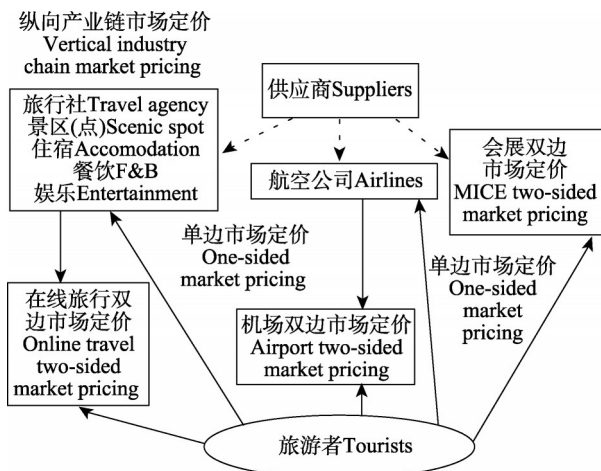 纵向产业链市场定价
Vertical industry
chain market pricing
供应商Suppliers
旅行社Travel agency
景区(点)Scenic spot
住宿Accomodation
餐饮F&B
娱乐Entertainment
航空公司Airlines
会展双边
市场定价
MICE two-sided
market pricing
单边市场定价
One-sided
market pricing
单边市场定价
One-sided
market
pricing
在线旅行双
边市场定价
Online travel
two-sided
market pricing
机场双边市场定价
Airport two-sided
market pricing
旅游者Tourists